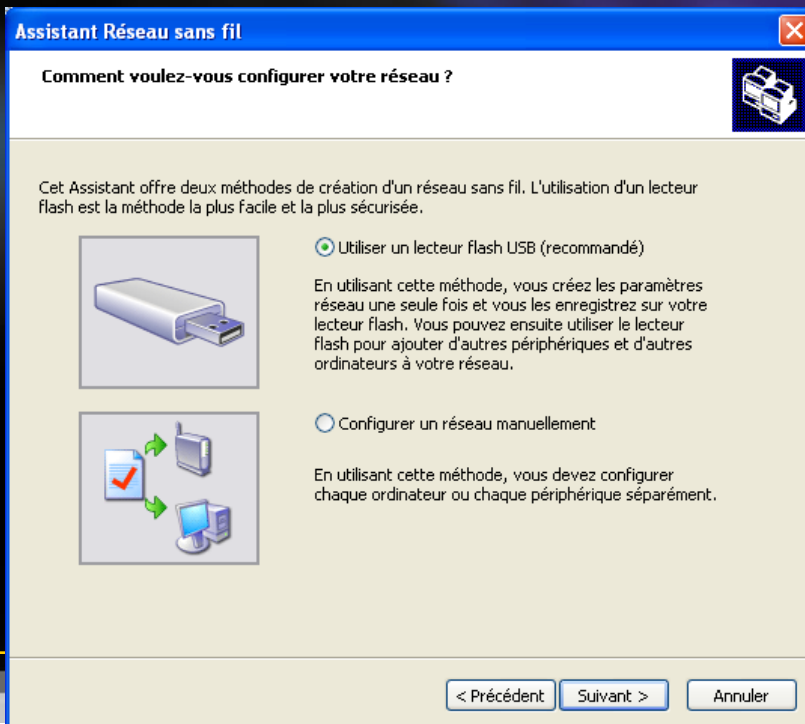 Assistant Réseau sans fil
Comment voulez-vous configurer votre réseau ?
Cet Assistant offre deux méthodes de création d'un réseau sans fil. L'utilisation d'un lecteur
flash est la méthode la plus facile et la plus sécurisée.
Utiliser un lecteur flash USB (recommandé)
En utilisant cette méthode, vous créez les paramètres
réseau une seule fois et vous les enregistrez sur votre
lecteur flash. Vous pouvez ensuite utiliser le lecteur
flash pour ajouter d'autres périphériques et d'autres
ordinateurs à votre réseau.
Configurer un réseau manuellement
En utilisant cette méthode, vous devez configurer
chaque ordinateur ou chaque périphérique séparément.
< Précédent
Suivant >
Annuler